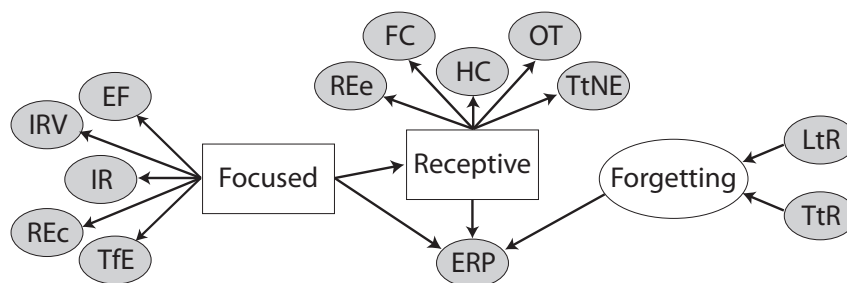 FC
OT
HC
REe
TtNE
EF
IRV
IR
REc
TfE
Focused
Receptive
Forgetting
LtR
TtR
ERP